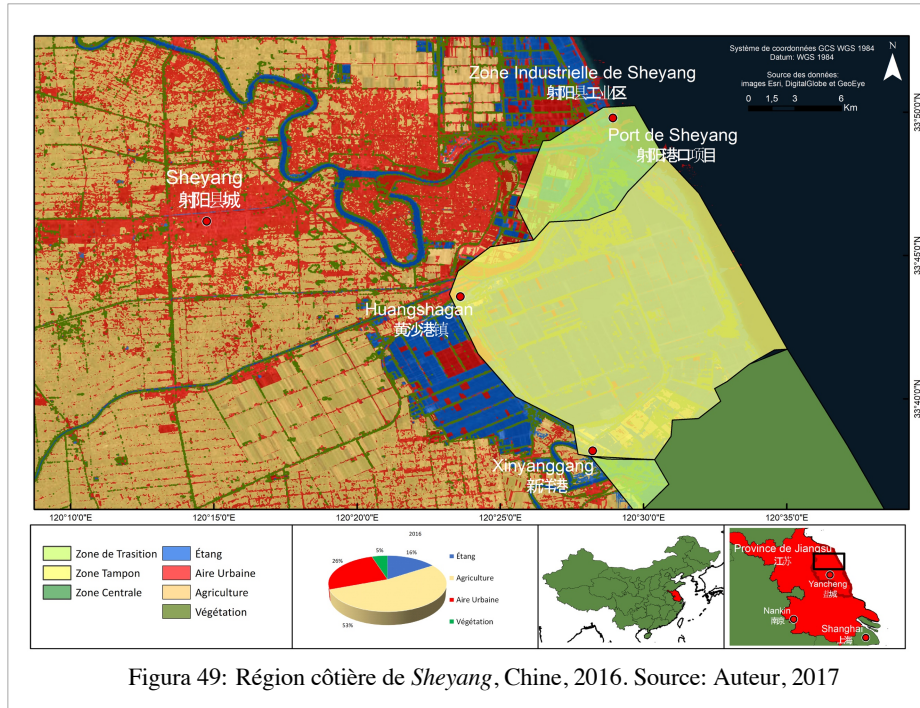 Système de coordonnées GCS WGS 1984
Datum: WGS 1984
Source des données:
images Esri, DigitalGlobe et GeoEye
0 1,5 3 6
Km
N
Zone Industrielle de Sheyang
射阳县工业区
Port de Sheyang
射阳港口项目
Sheyang
射阳县城
Huangshagan
黄沙港镇
Xinyanggang
新洋港
33°50'0"N
33°45'0"N
33°40'0"N
120°10'0"E 120°15'0"E 120°20'0"E 120°25'0"E 120°30'0"E 120°35'0"E
Zone de Trasition
Zone Tampon
Zone Centrale
Étang
Aire Urbaine
Agriculture
Végétation
2016
5%
16%
26%
53%
Étang
Agriculture
Aire Urbaine
Végétation
Province de Jiangsu
江苏
Yancheng
Nankin
南京
Shanghai
上海
Figura 49: Région côtière de Sheyang, Chine, 2016. Source: Auteur, 2017